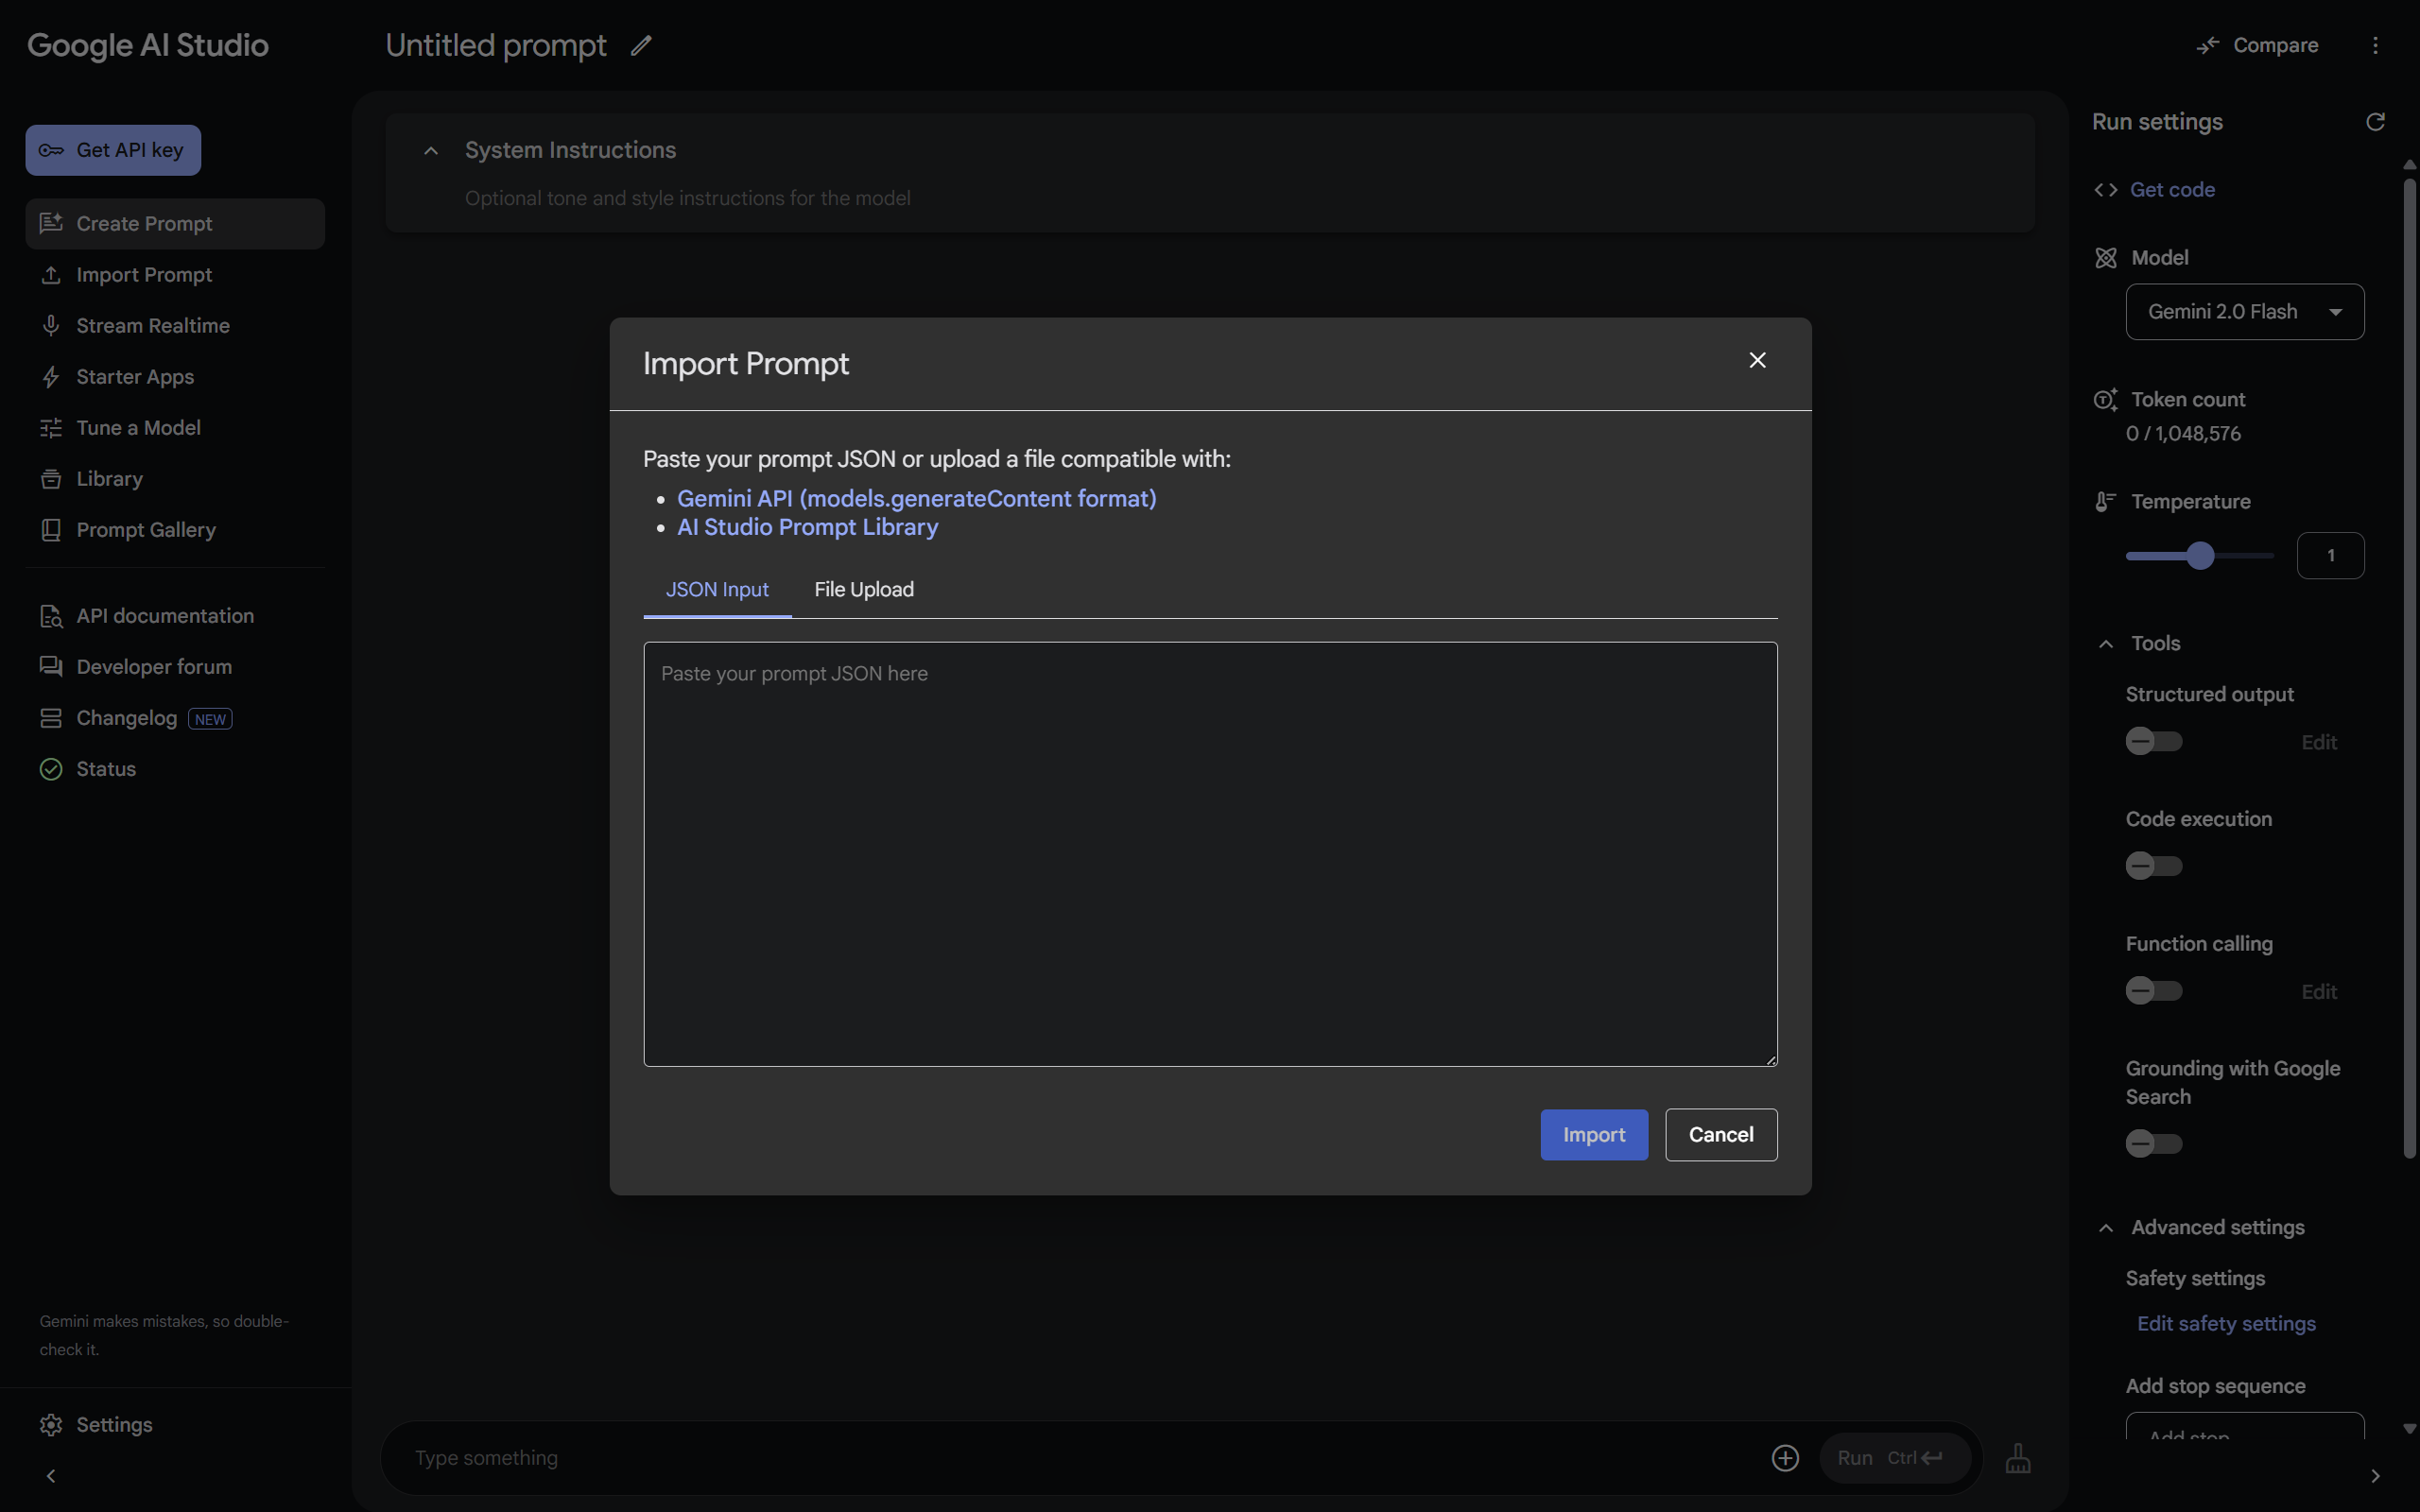 Google AI Studio
Get API key
Create Prompt
Import Prompt
Stream Realtime
Starter Apps
Tune a Model
Library
Prompt Gallery
API documentation
Developer forum
Changelog NEW
Status
Gemini makes mistakes, so double-
check it.
Settings
Untitled prompt
Compare
System Instructions
Optional tone and style instructions for the model
Import Prompt
Paste your prompt JSON or upload a file compatible with:
• Gemini API (models.generateContent format)
• AI Studio Prompt Library
JSON Input File Upload
Paste your prompt JSON here
Import Cancel
Type something
Run Ctrl
Run settings
Get code
Model
Gemini 2.0 Flash
Token count
0 / 1,048,576
Temperature
1
Tools
Structured output
Edit
Code execution
Function calling
Edit
Grounding with Google
Search
Advanced settings
Safety settings
Edit safety settings
Add stop sequence
Add stop